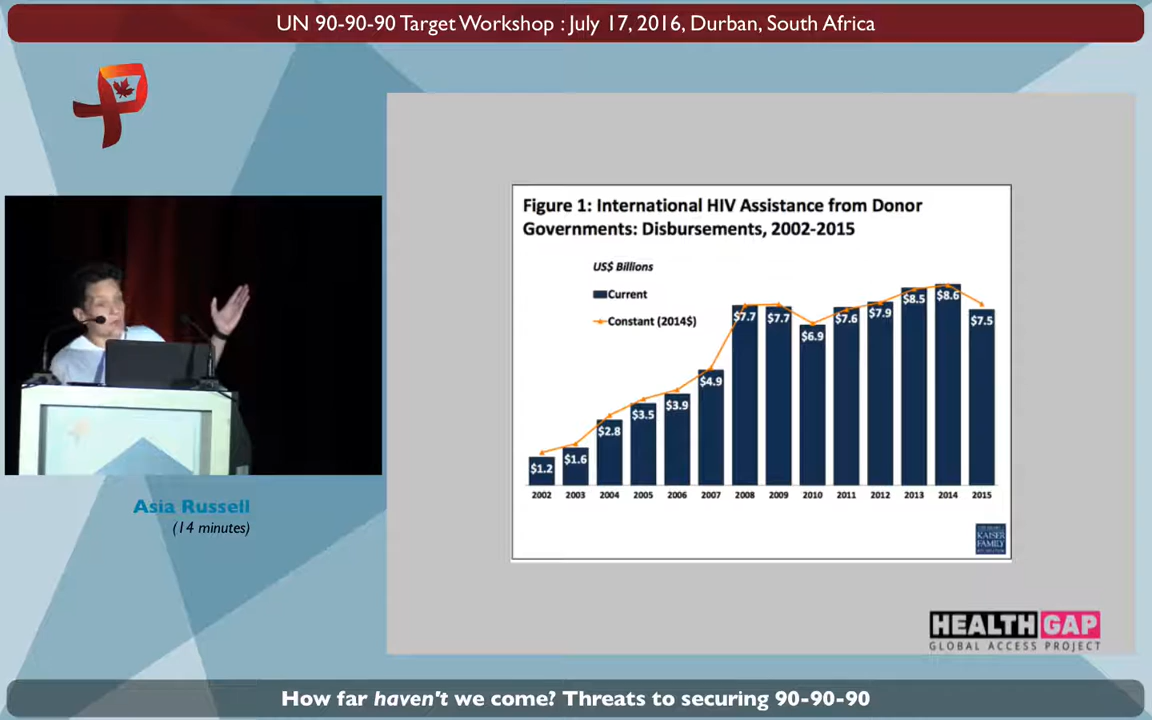 UN 90-90-90 Target Workshop : July 17, 2016, Durban, South Africa
Figure 1: International HIV Assistance from Donor
Governments: Disbursements, 2002-2015
US$ Billions
Current
Constant (2014$)
$1.2
$1.6
$2.8
$3.5
$3.9
$4.9
$7.7
$7.7
$6.9
$7.6
$7.9
$8.5
$8.6
$7.5
2002 2003 2004 2005 2006 2007 2008 2009 2010 2011 2012 2013 2014 2015
KAISER
FAMILY
HEALTH GAP
GLOBAL ACCESS PROJECT
Asia Russell
(14 minutes)
How far haven't we come? Threats to securing 90-90-90